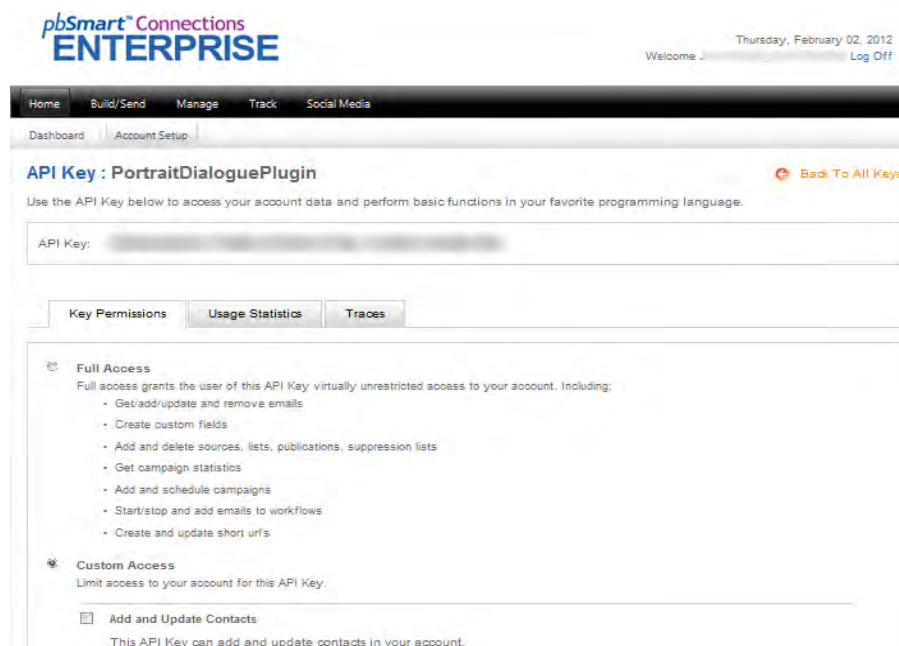 pbSmart™ Connections
ENTERPRISE
Thursday, February 02, 2012
Welcome Log Off
Home Build/Send Manage Track Social Media
Dashboard Account Setup
API Key : PortraitDialoguePlugin
Back To All Keys
Use the API Key below to access your account data and perform basic functions in your favorite programming language.
API Key:
Key Permissions Usage Statistics Traces
Full Access
Full access grants the user of this API Key virtually unrestricted access to your account. Including:
• Get/add/update and remove emails
• Create custom fields
• Add and delete sources, lists, publications, suppression lists
• Get campaign statistics
• Add and schedule campaigns
• Start/stop and add emails to workflows
• Create and update short url's
Custom Access
Limit access to your account for this API Key.
Add and Update Contacts
This API Key can add and update contacts in your account.